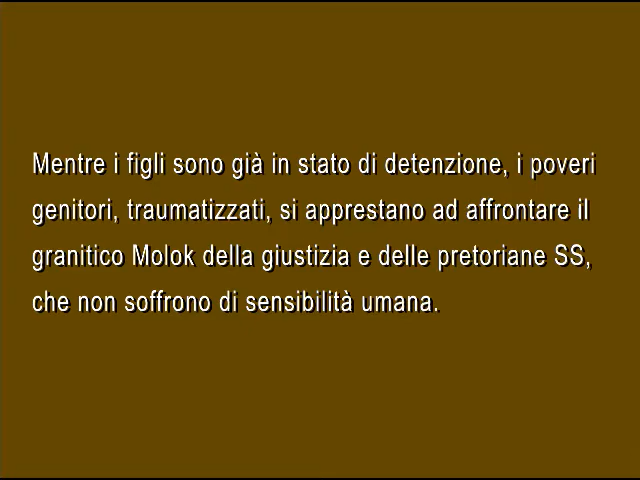 Mentre i figli sono già in stato di detenzione, i poveri
genitori, traumatizzati, si apprestano ad affrontare il
granitico Molok della giustizia e delle pretoriane SS,
che non soffrono di sensibilità umana.